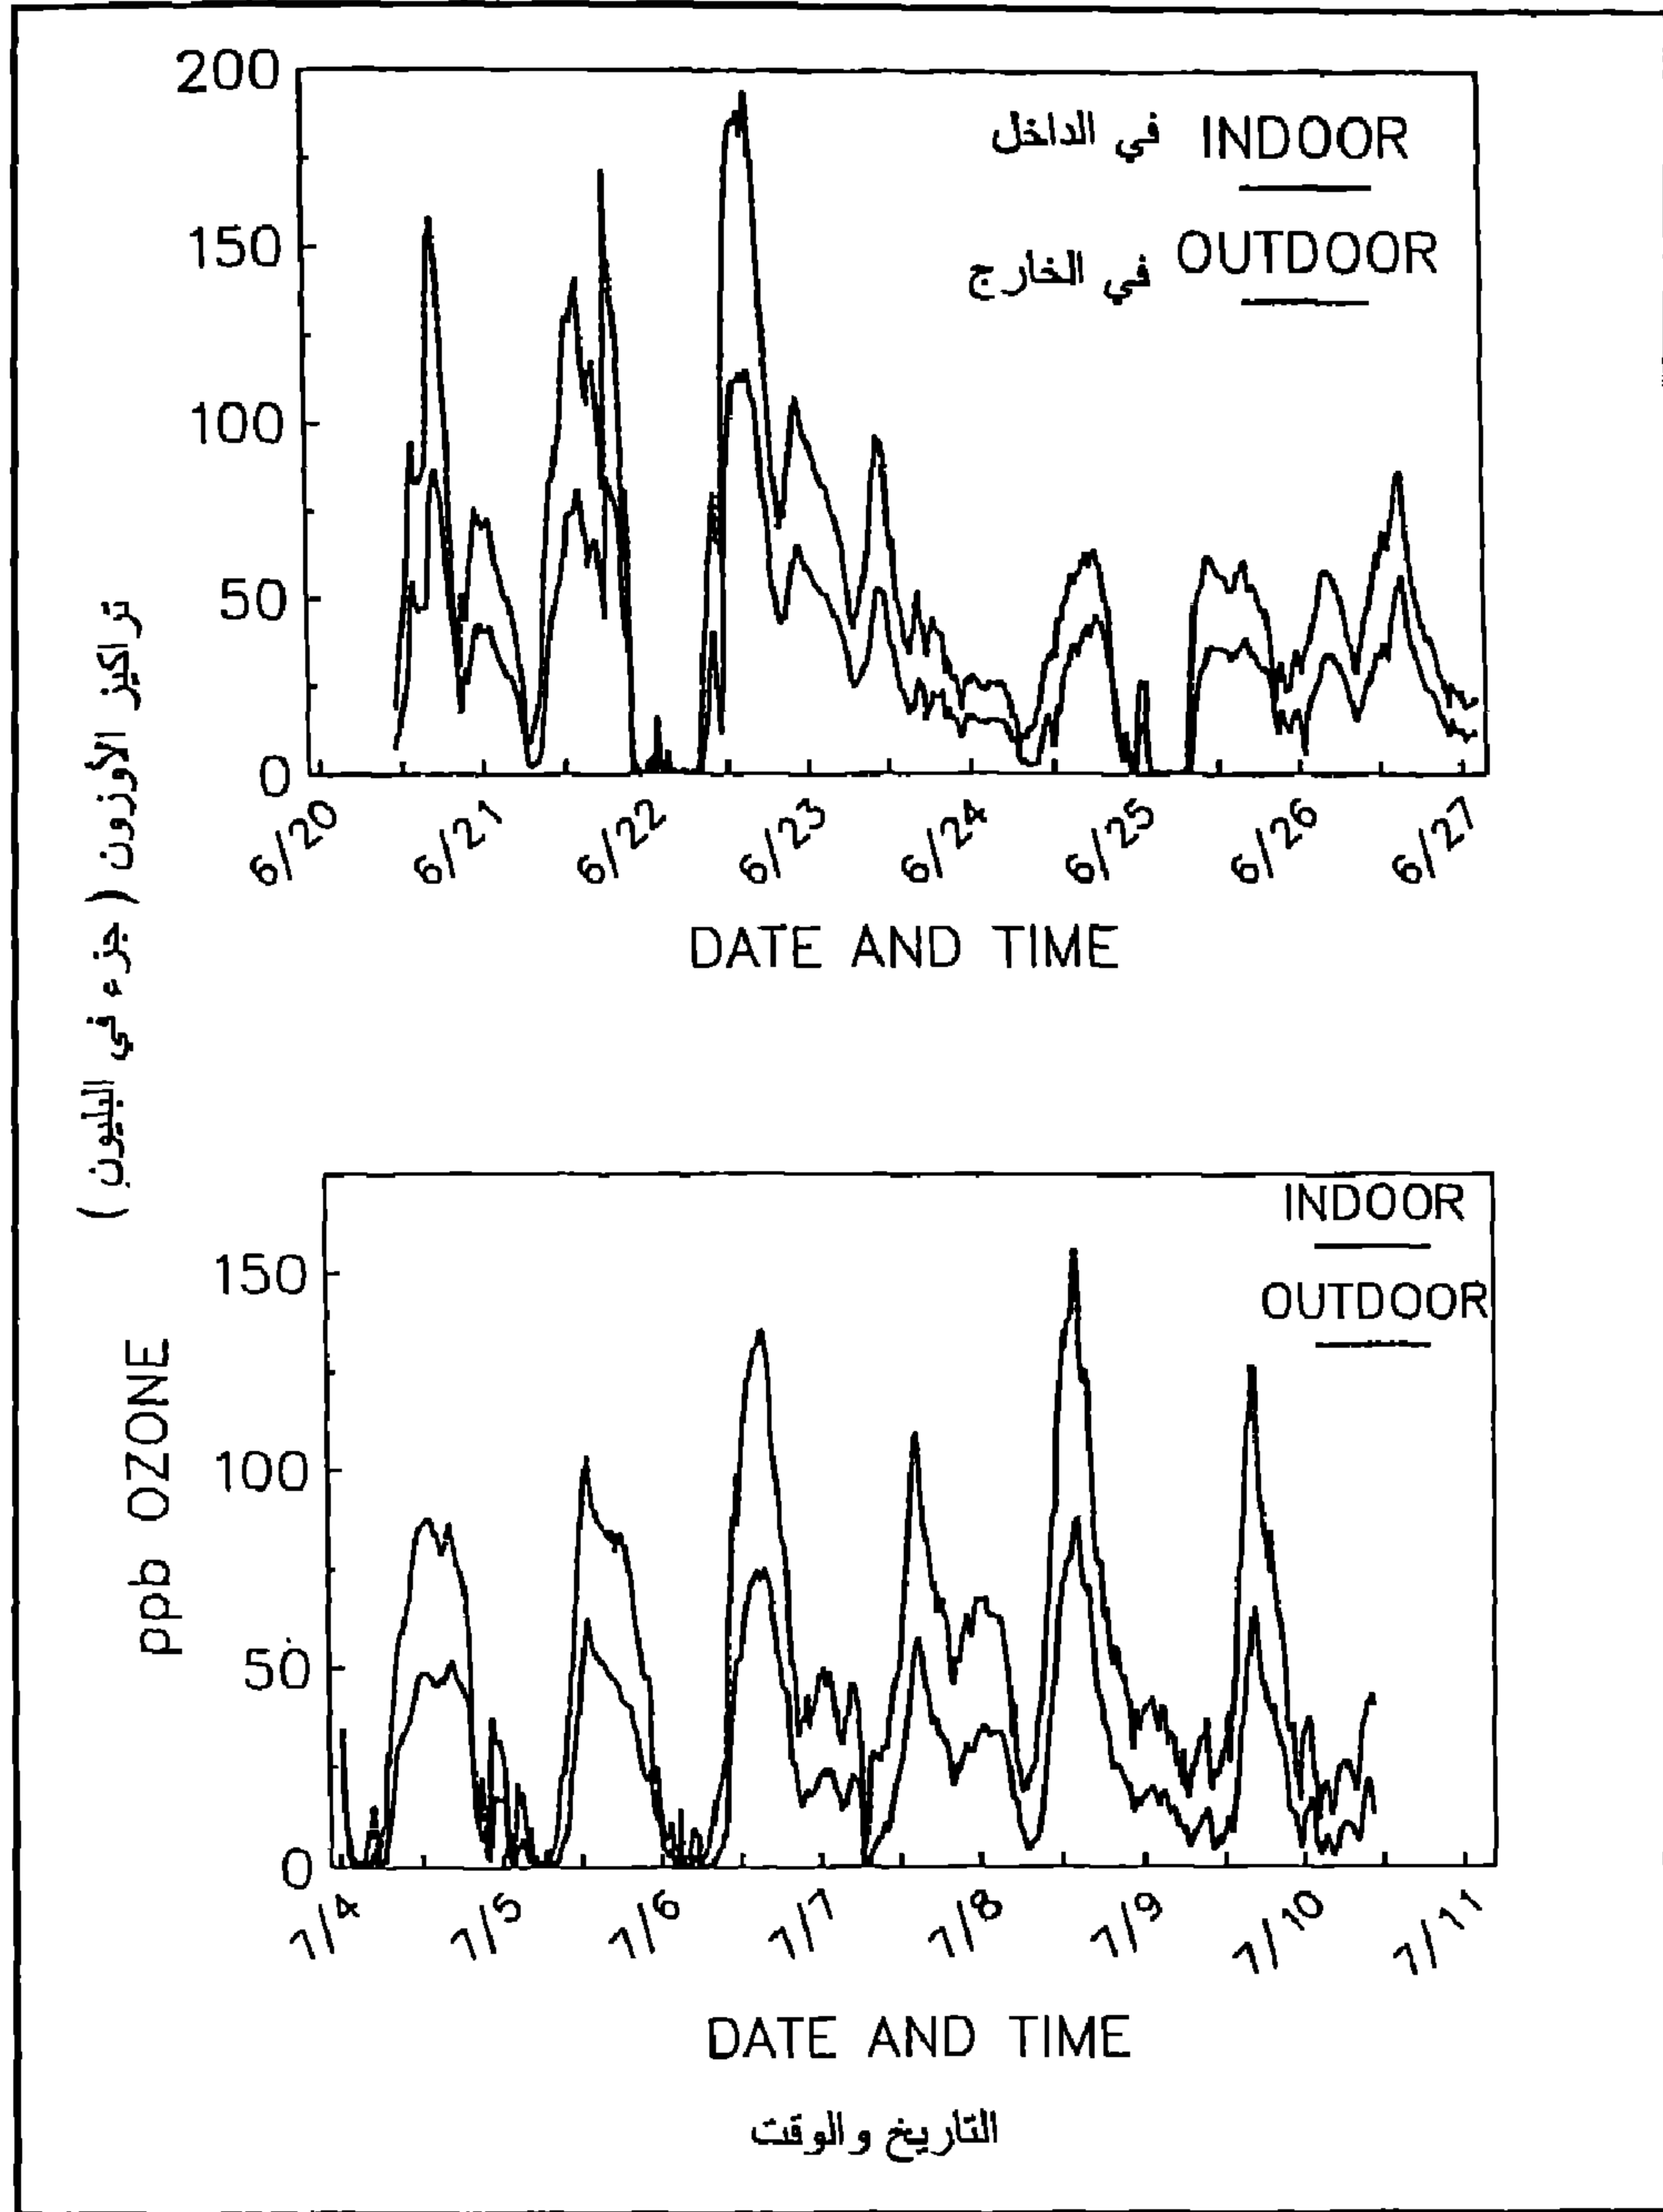 200
150
100
50
0
في الداخل INDOOR
في الخارج OUTDOOR
6/20 6/21 6/22 6/23 6/24 6/25 6/26 6/27
DATE AND TIME
تراكيز الأوزون ( جزء في البليون )
ppb OZONE
150
100
50
0
INDOOR
OUTDOOR
7/4 7/5 7/6 7/7 7/8 7/9 7/10 7/11
DATE AND TIME
التاريخ والوقت